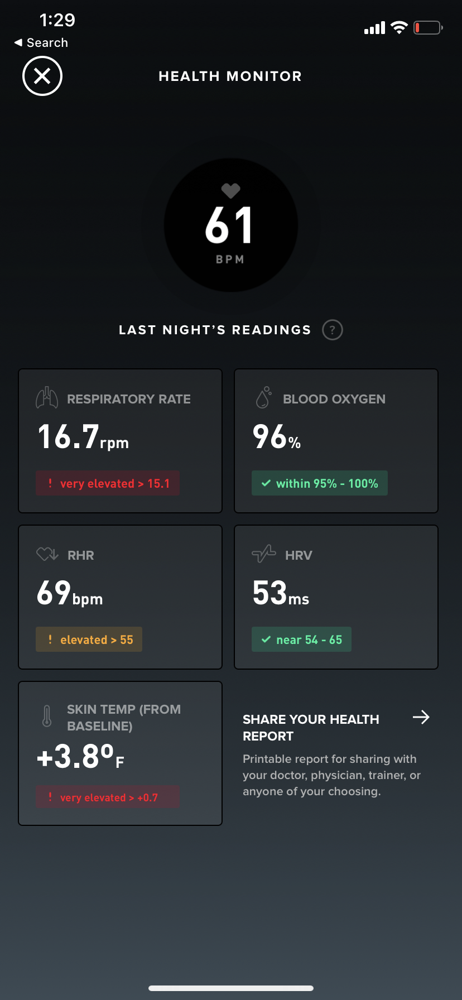 1:29
◀ Search
HEALTH MONITOR
61
BPM
LAST NIGHT’S READINGS ?
RESPIRATORY RATE
16.7rpm
! very elevated > 15.1
BLOOD OXYGEN
96%
✓ within 95% - 100%
RHR
69bpm
! elevated > 55
HRV
53ms
✓ near 54 - 65
SKIN TEMP (FROM
BASELINE)
+3.8ºF
! very elevated > +0.7
SHARE YOUR HEALTH
REPORT
Printable report for sharing with
your doctor, physician, trainer, or
anyone of your choosing.